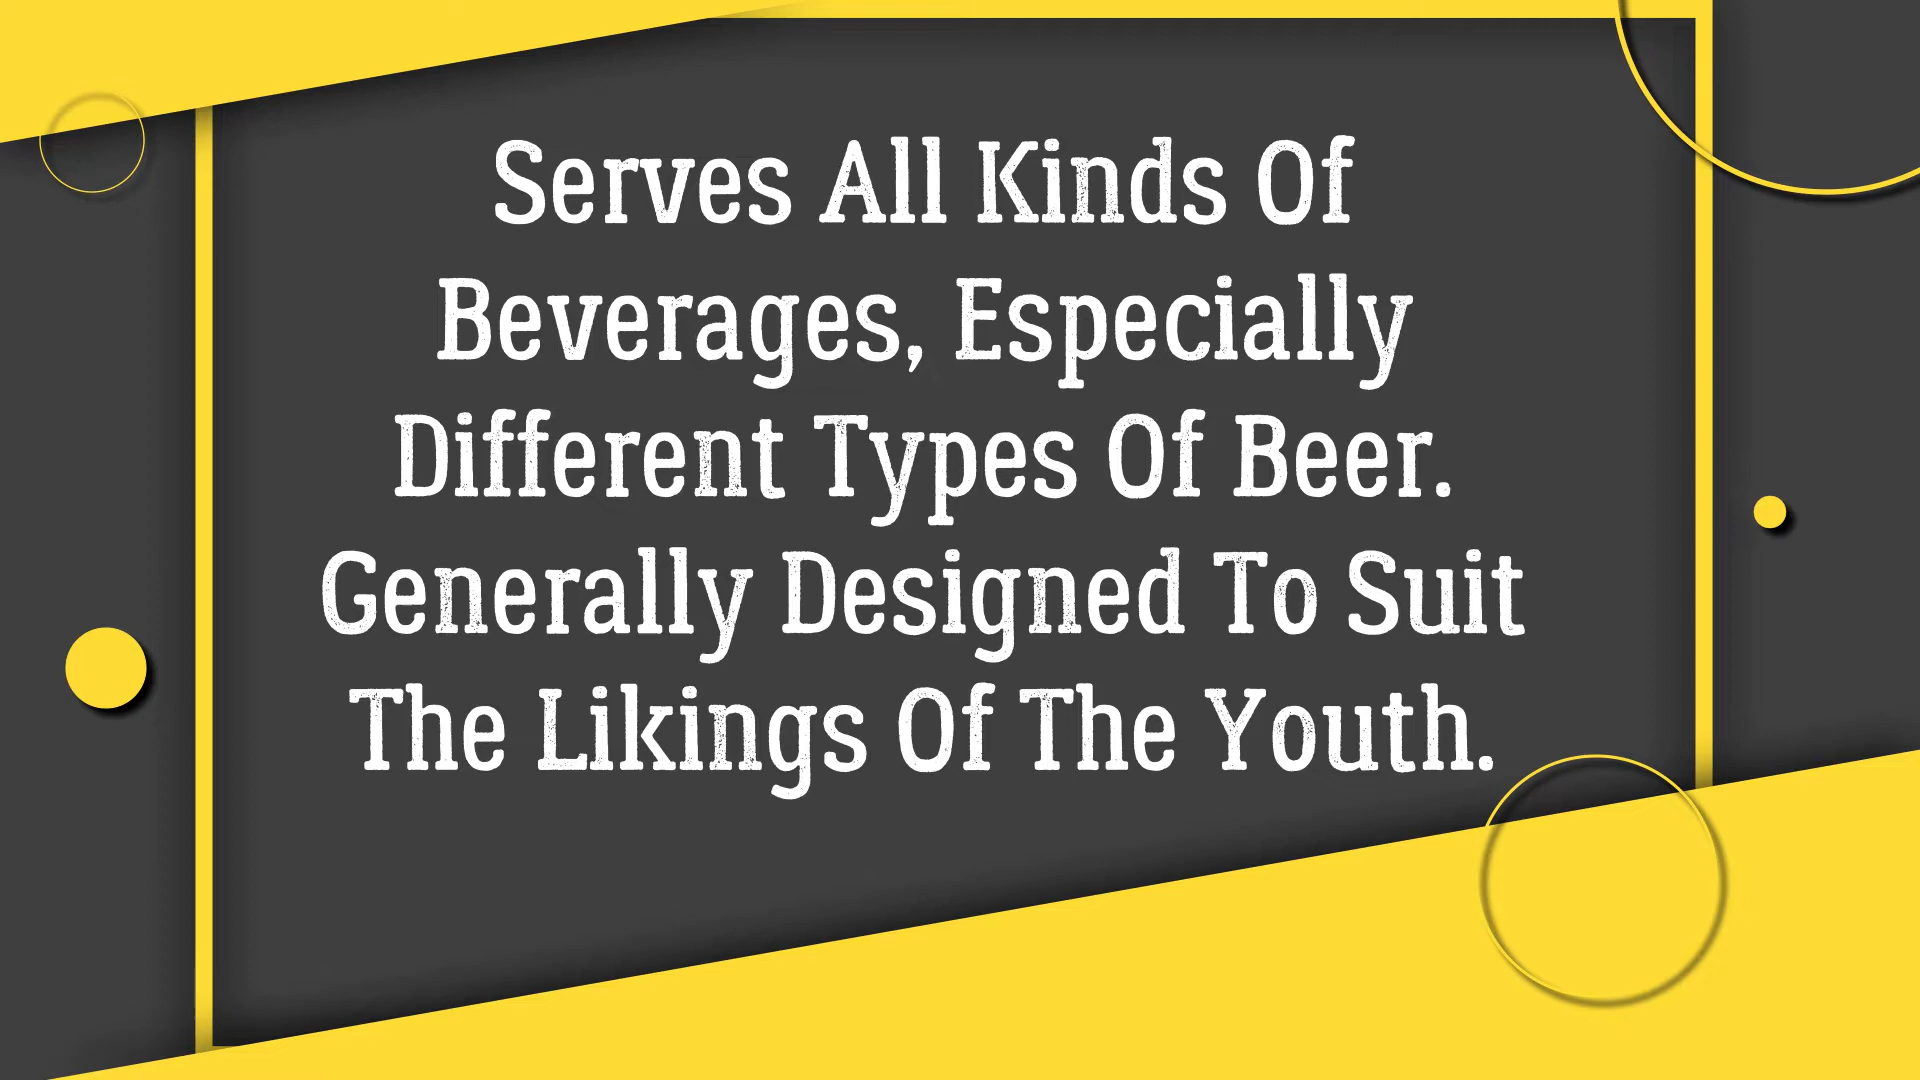 Serves All Kinds Of
Beverages, Especially
Different Types Of Beer.
Generally Designed To Suit
The Likings Of The Youth.